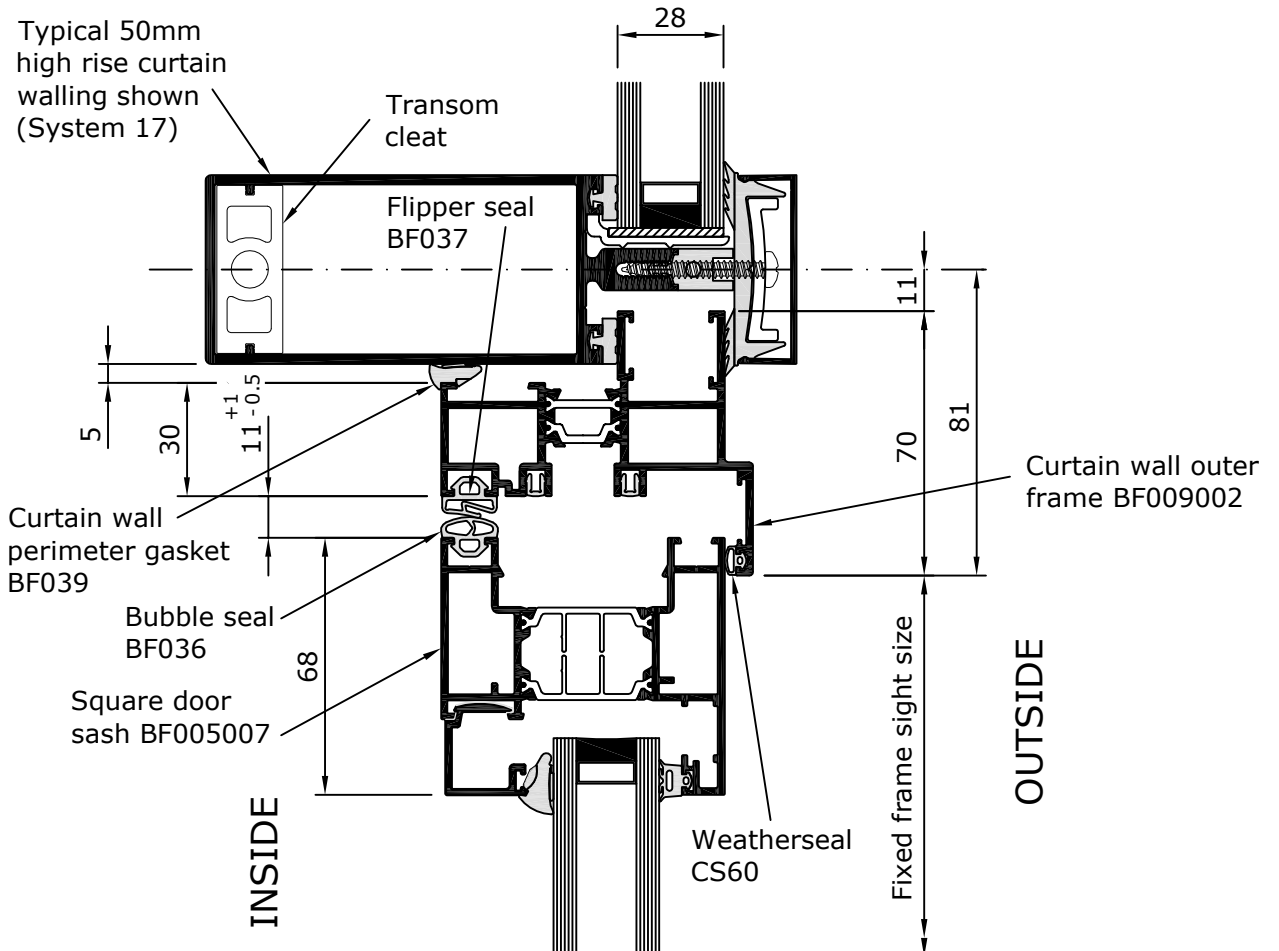 Typical 50mm
high rise curtain
walling shown
(System 17)
Transom
cleat
28
Flipper seal
BF037
11
5
30
11 +1 -0.5
70
81
Curtain wall outer
frame BF009002
Curtain wall
perimeter gasket
BF039
Bubble seal
BF036
68
Square door
sash BF005007
Weatherseal
CS60
Fixed frame sight size
INSIDE
OUTSIDE